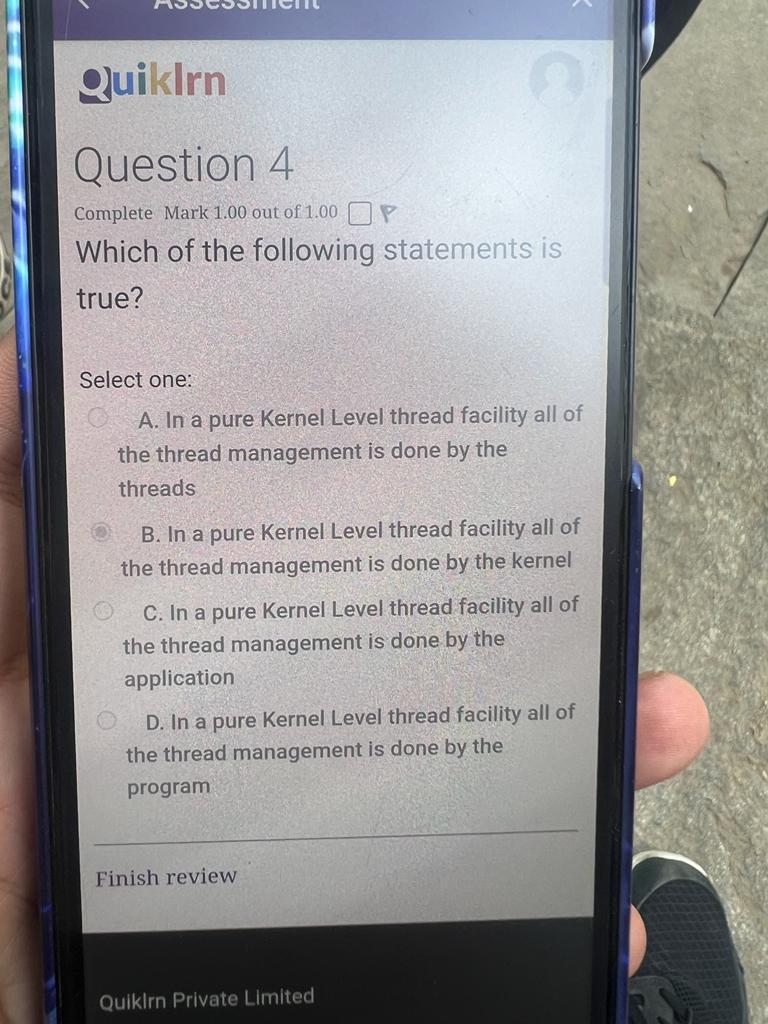 Assessment
Quiklrn
Question 4
Complete Mark 1.00 out of 1.00
Which of the following statements is
true?
Select one:
A. In a pure Kernel Level thread facility all of
the thread management is done by the
threads
B. In a pure Kernel Level thread facility all of
the thread management is done by the kernel
C. In a pure Kernel Level thread facility all of
the thread management is done by the
application
D. In a pure Kernel Level thread facility all of
the thread management is done by the
program
Finish review
Quiklrn Private Limited